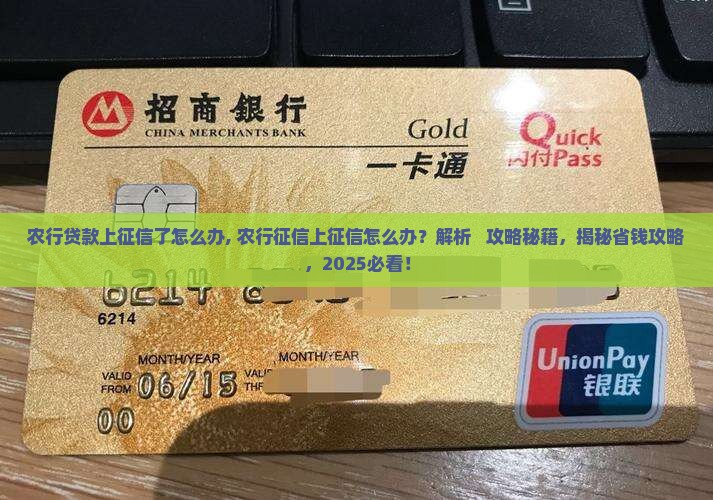 招商銀行
CHINA MERCHANTS BANK
Gold
一卡通
Quick
闪付Pass
农行贷款上征信了怎么办, 农行征信上征信怎么办？解析 攻略秘籍，揭秘省钱攻略
，2025必看！
6214
6214
MONTH/YEAR MONTH/YEAR
VALID
FROM 06/15
00
UnionPay
银联